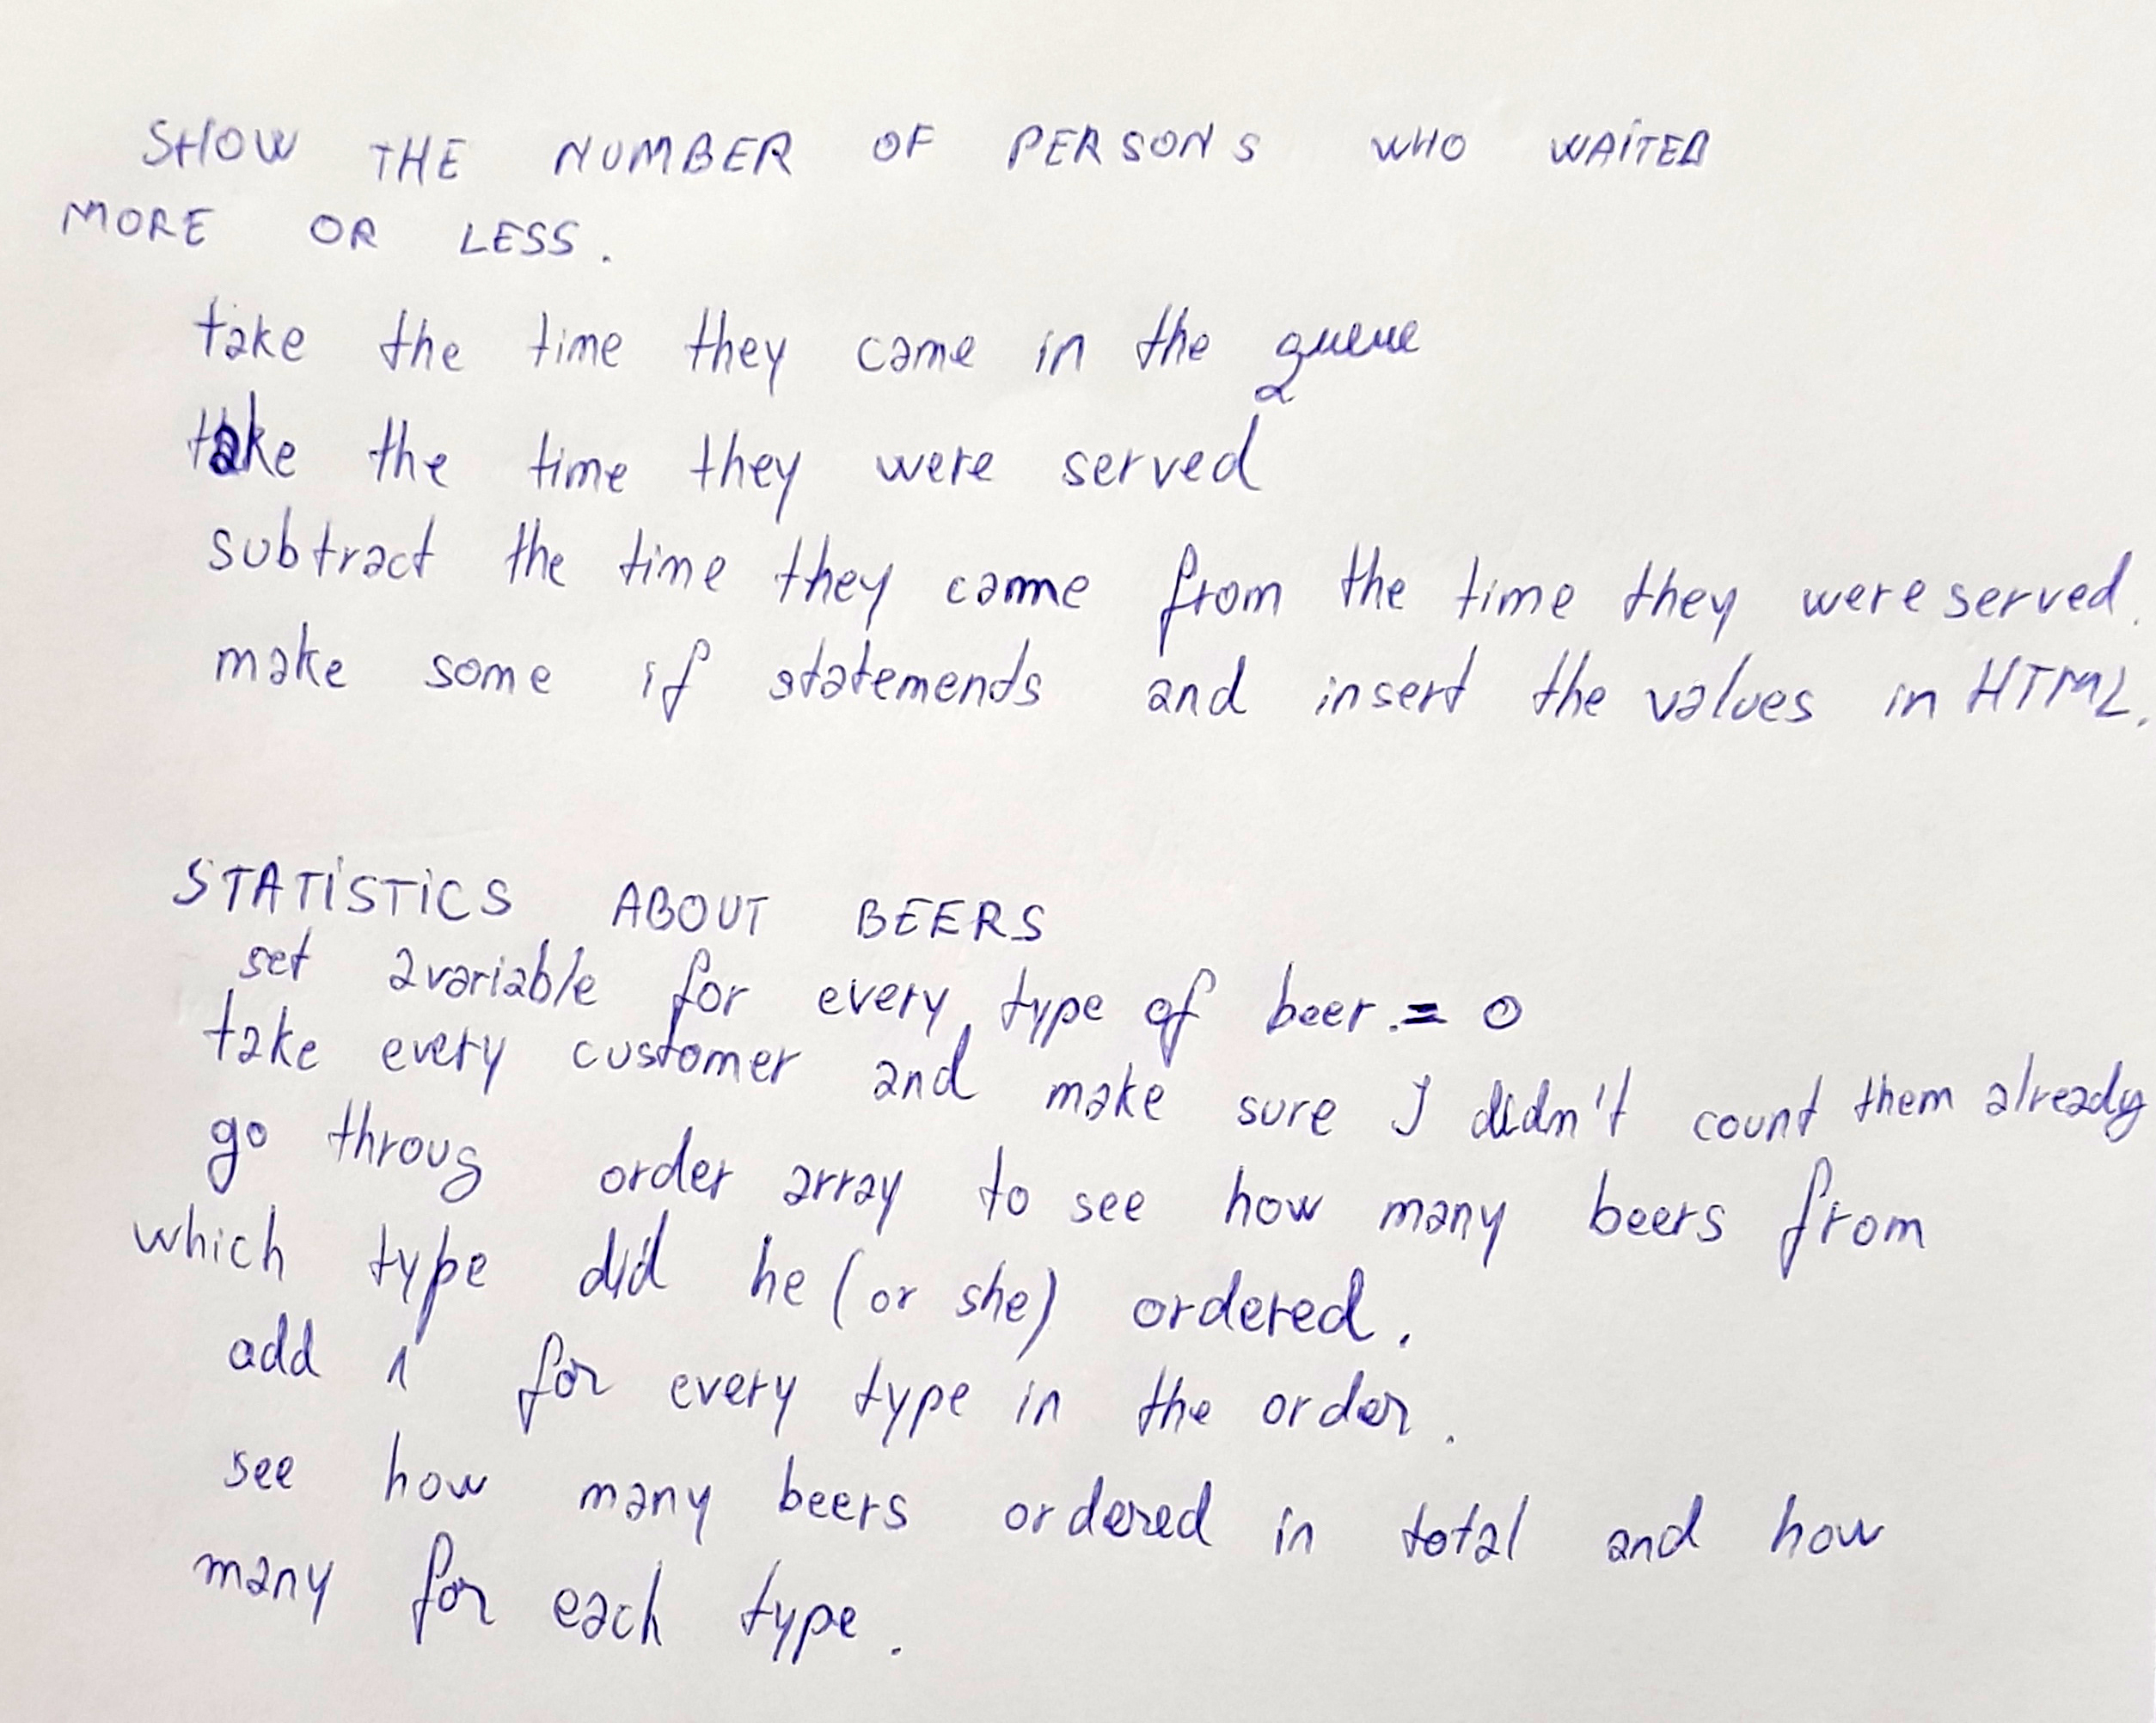 SHOW THE NUMBER OF PERSONS WHO WAITED
MORE OR LESS.
take the time they came in the queue
take the time they were served
subtract the time they came from the time they were served.
make some if statements and insert the values in HTML.
STATISTICS ABOUT BEERS
set a variable for every type of beer. = 0
take every customer and make sure I didn't count them already
go throug order array to see how many beers from
which type did he (or she) ordered.
add 1 for every type in the order.
see how many beers ordered in total and how
many for each type.